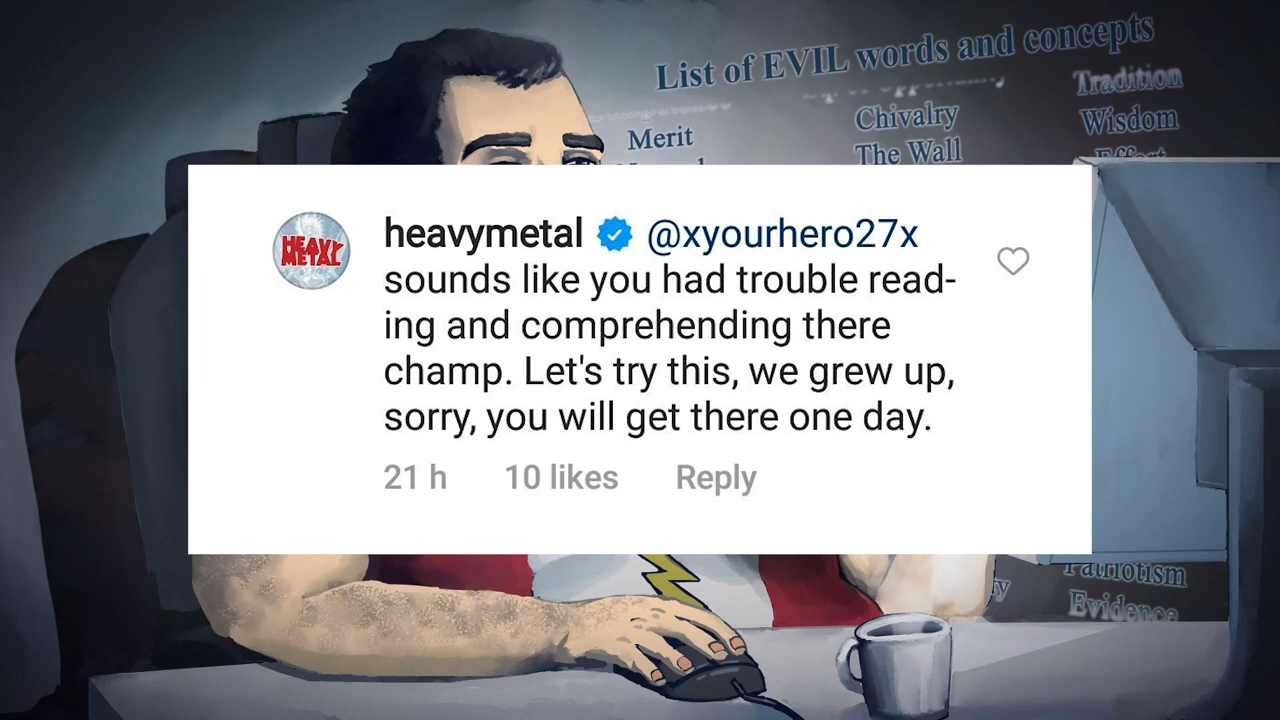 List of EVIL words and concepts
Tradition
Merit
Chivalry
Wisdom
The Wall
Effort
HEAVY
METAL
heavymetal @xyourhero27x
sounds like you had trouble read-
ing and comprehending there
champ. Let's try this, we grew up,
sorry, you will get there one day.
21 h 10 likes Reply
Patriotism
Evidence